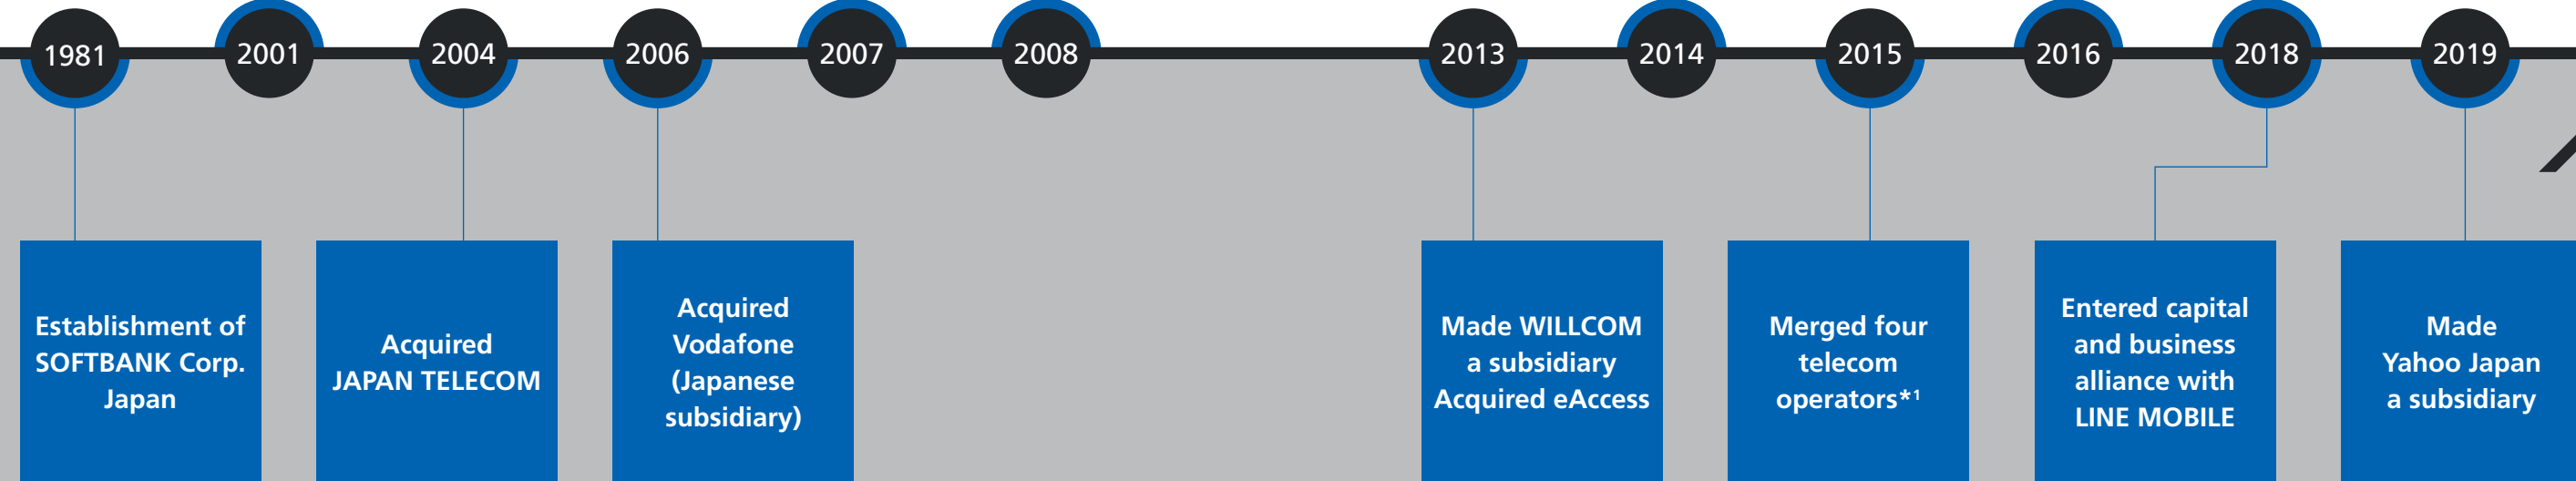 1981
2001
2004
2006
2007
2008
2013
2014
2015
2016
2018
2019
Establishment of
SOFTBANK Corp.
Japan
Acquired
JAPAN TELECOM
Acquired
Vodafone
(Japanese
subsidiary)
Made WILLCOM
a subsidiary
Acquired eAccess
Merged four
telecom
operators*¹
Entered capital
and business
alliance with
LINE MOBILE
Made
Yahoo Japan
a subsidiary